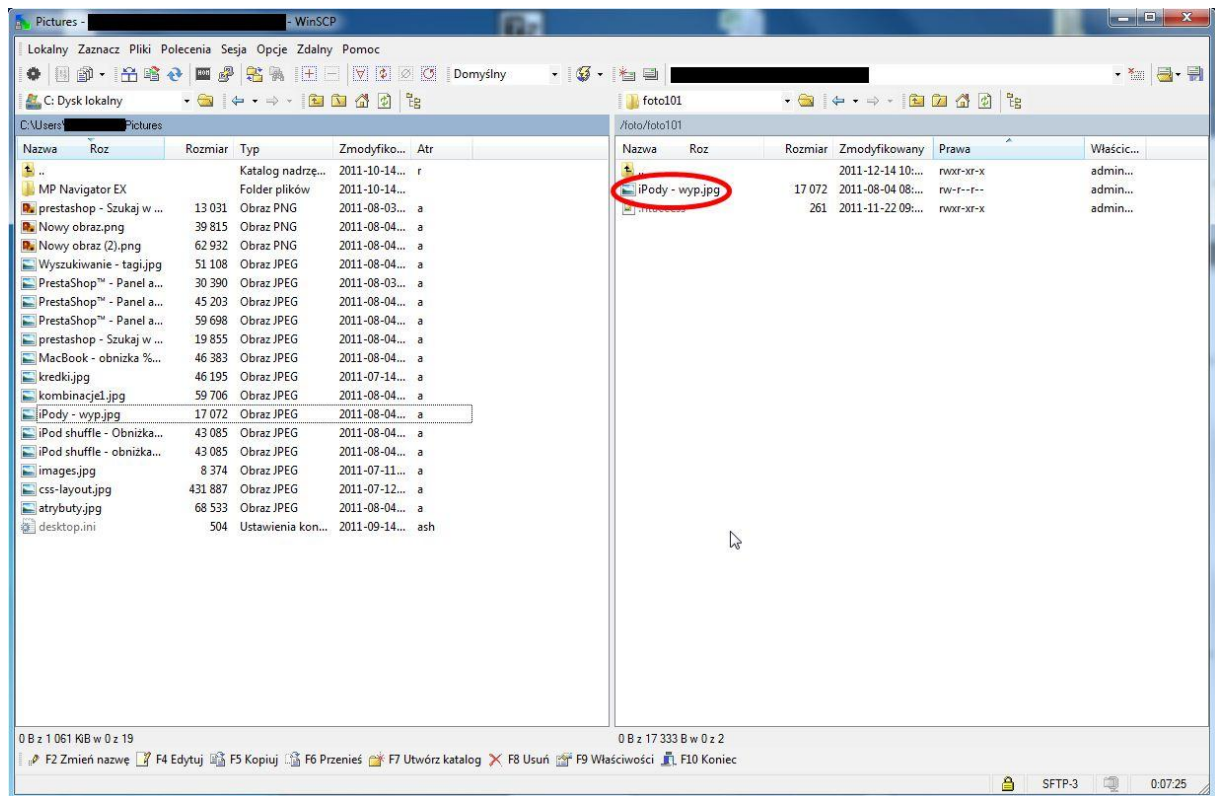 Pictures - - WinSCP
Lokalny Zaznacz Pliki Polecenia Sesja Opcje Zdalny Pomoc
Domyślny
C: Dysk lokalny foto101
C:\Users\ Pictures /foto/foto101
Nazwa Roz Rozmiar Typ Zmodyfiko... Atr Nazwa Roz Rozmiar Zmodyfikowany Prawa Właścic...
.. Katalog nadrzę... 2011-10-14... r .. 2011-12-14 10:... rwxr-xr-x admin...
MP Navigator EX Folder plików 2011-10-14... iPody - wyp.jpg 17 072 2011-08-04 08:... rw-r--r-- admin...
prestashop - Szukaj w ... 13 031 Obraz PNG 2011-08-03... a .htaccess 261 2011-11-22 09:... rwxr-xr-x admin...
Nowy obraz.png 39 815 Obraz PNG 2011-08-04... a
Nowy obraz (2).png 62 932 Obraz PNG 2011-08-04... a
Wyszukiwanie - tagi.jpg 51 108 Obraz JPEG 2011-08-04... a
PrestaShop™ - Panel a... 30 390 Obraz JPEG 2011-08-03... a
PrestaShop™ - Panel a... 45 203 Obraz JPEG 2011-08-04... a
PrestaShop™ - Panel a... 59 698 Obraz JPEG 2011-08-04... a
prestashop - Szukaj w ... 19 855 Obraz JPEG 2011-08-04... a
MacBook - obnizka %... 46 383 Obraz JPEG 2011-08-04... a
kredki.jpg 46 195 Obraz JPEG 2011-07-14... a
kombinacje1.jpg 59 706 Obraz JPEG 2011-08-04... a
iPody - wyp.jpg 17 072 Obraz JPEG 2011-08-04... a
iPod shuffle - Obniżka... 43 085 Obraz JPEG 2011-08-04... a
iPod shuffle - obniżka... 43 085 Obraz JPEG 2011-08-04... a
images.jpg 8 374 Obraz JPEG 2011-07-11... a
css-layout.jpg 431 887 Obraz JPEG 2011-07-12... a
atrybuty.jpg 68 533 Obraz JPEG 2011-08-04... a
desktop.ini 504 Ustawienia kon... 2011-09-14... ash
0 B z 1 061 KiB w 0 z 19 0 B z 17 333 B w 0 z 2
F2 Zmień nazwę F4 Edytuj F5 Kopiuj F6 Przenieś F7 Utwórz katalog F8 Usuń F9 Właściwości F10 Koniec
SFTP-3 0:07:25